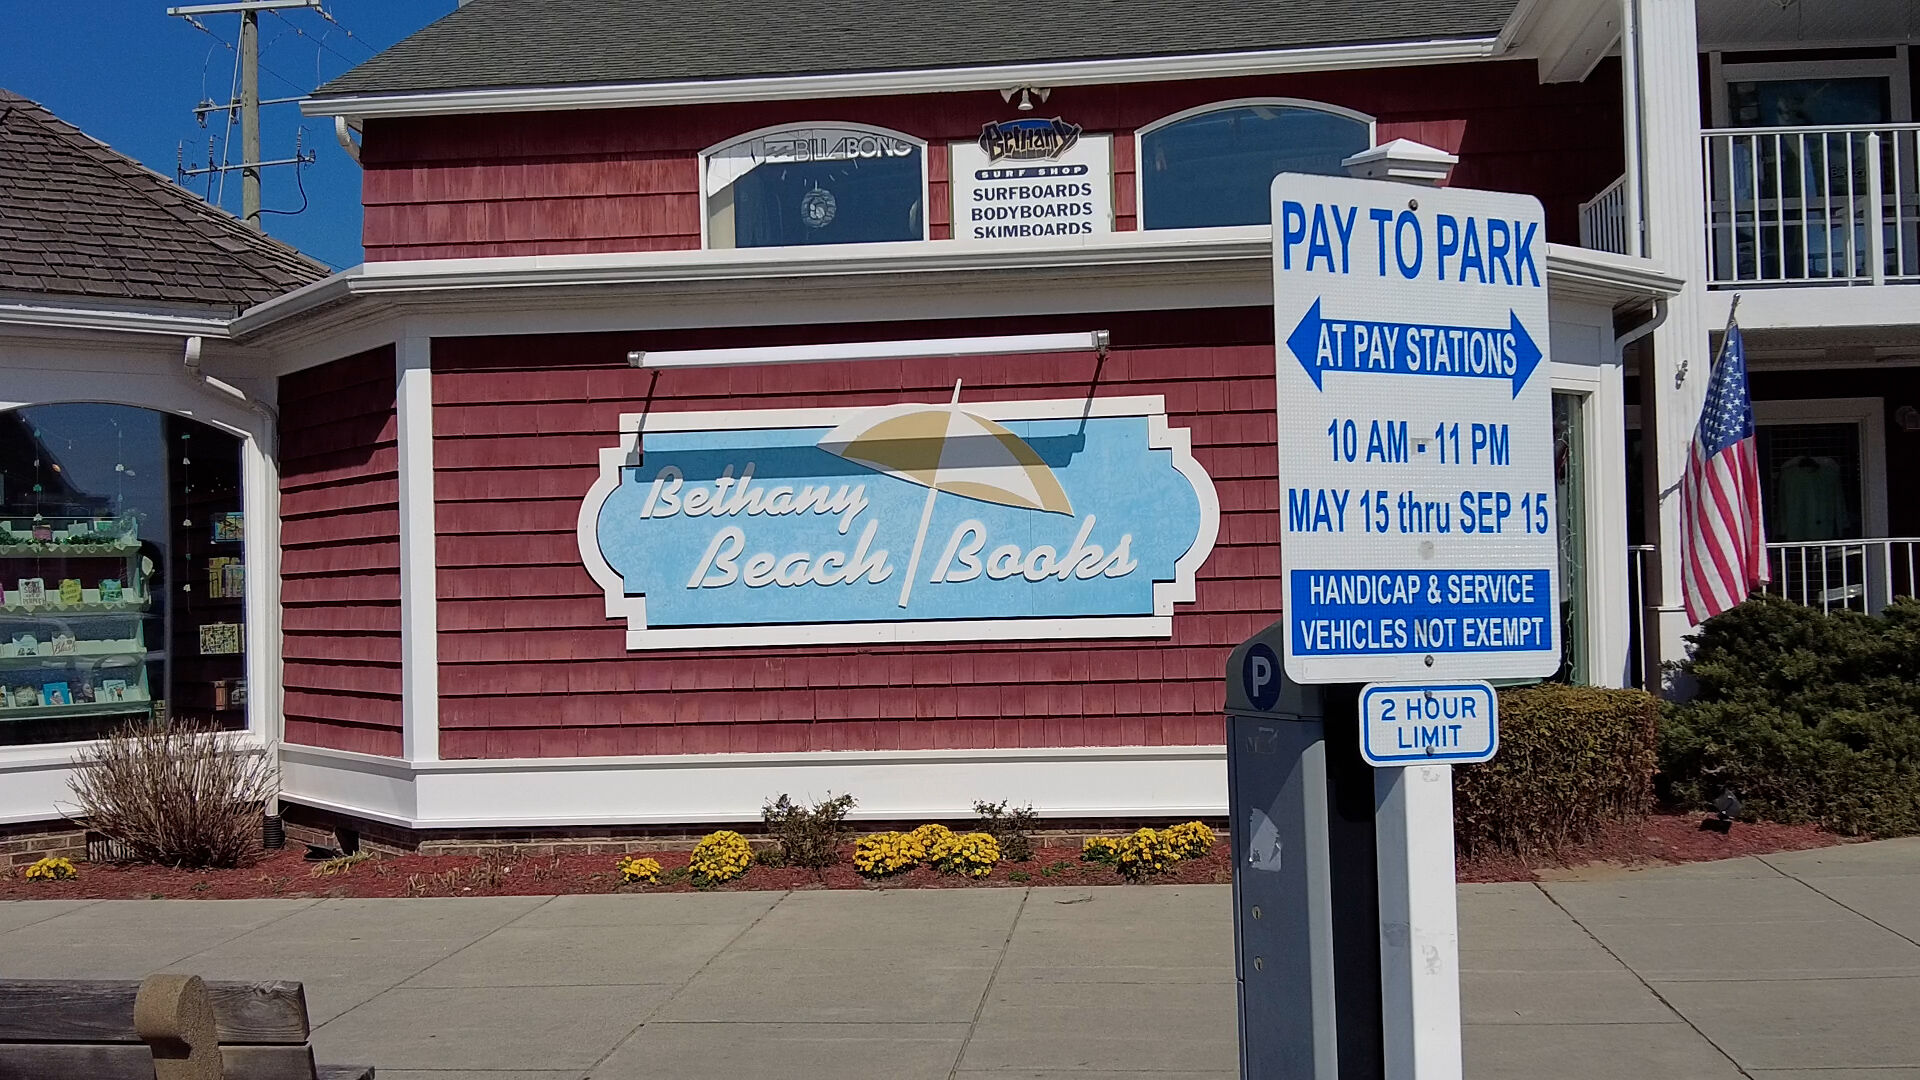 BILLABONG
Bethany
SURF SHOP
SURFBOARDS
BODYBOARDS
SKIMBOARDS
Bethany
Beach Books
PAY TO PARK
AT PAY STATIONS
10 AM - 11 PM
MAY 15 thru SEP 15
HANDICAP & SERVICE
VEHICLES NOT EXEMPT
2 HOUR
LIMIT
P